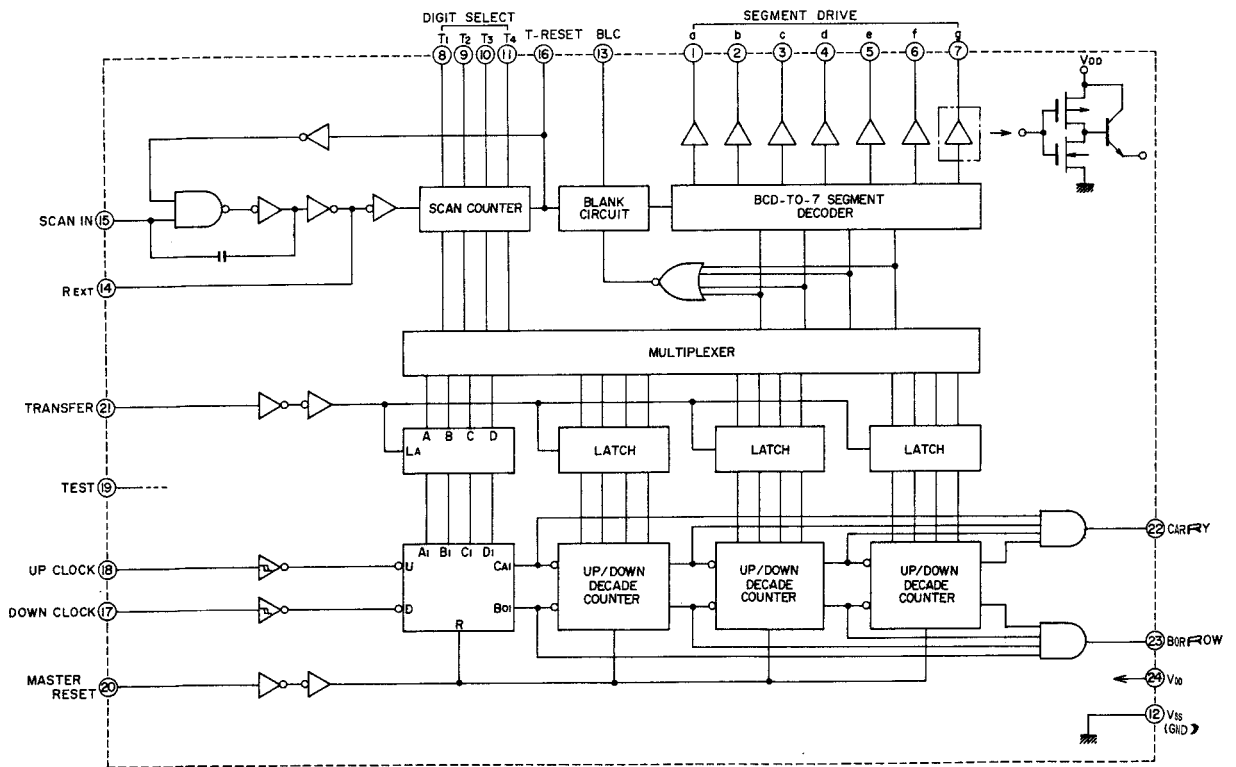 DIGIT SELECT
SEGMENT DRIVE
T1 T2 T3 T4 T-RESET BLC a b c d e f g
8 9 10 11 16 13 1 2 3 4 5 6 7
VDD
SCAN IN 15
SCAN COUNTER
BLANK
CIRCUIT
BCD-TO-7 SEGMENT
DECODER
REXT 14
MULTIPLEXER
TRANSFER 21
A B C D
LA
LATCH
LATCH
LATCH
TEST 19
22 CARRY
A1 B1 C1 D1
UP CLOCK 18
U
CA1
UP/DOWN
DECADE
COUNTER
UP/DOWN
DECADE
COUNTER
UP/DOWN
DECADE
COUNTER
DOWN CLOCK 17
D
BO1
R
23 BORROW
MASTER
RESET 20
24 VDD
12 VSS
(GND)